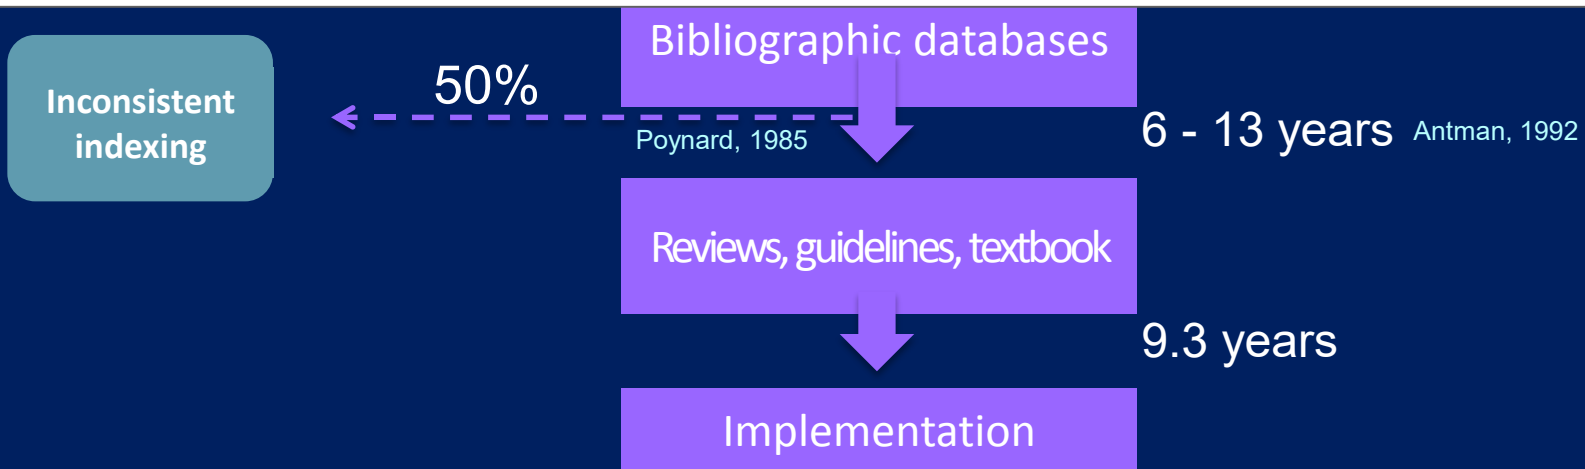 Bibliographic databases
50%
Inconsistent
indexing
Poynard, 1985
6 - 13 years
Antman, 1992
Reviews, guidelines, textbook
9.3 years
Implementation